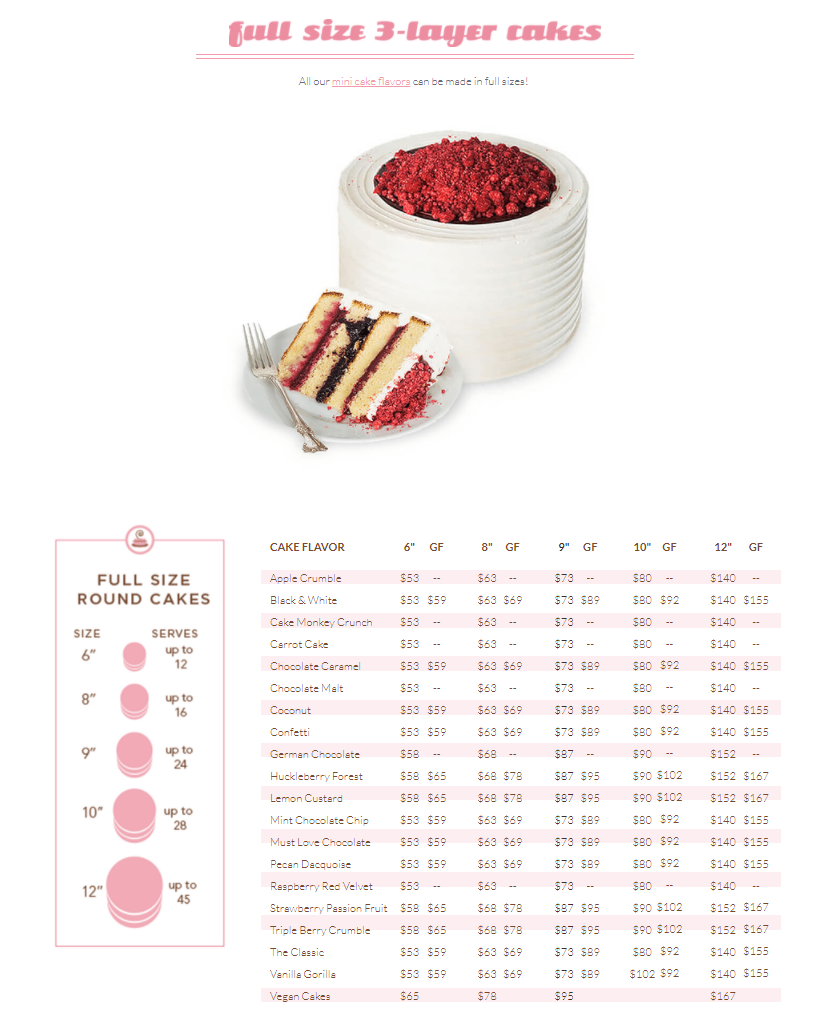 full size 3-layer cakes
All our mini cake flavors can be made in full sizes!
FULL SIZE
ROUND CAKES
SIZE SERVES
6" up to 12
8" up to 16
9" up to 24
10" up to 28
12" up to 45
CAKE FLAVOR 6" GF 8" GF 9" GF 10" GF 12" GF
Apple Crumble $53 -- $63 -- $73 -- $80 -- $140 --
Black & White $53 $59 $63 $69 $73 $89 $80 $92 $140 $155
Cake Monkey Crunch $53 -- $63 -- $73 -- $80 -- $140 --
Carrot Cake $53 -- $63 -- $73 -- $80 -- $140 --
Chocolate Caramel $53 $59 $63 $69 $73 $89 $80 $92 $140 $155
Chocolate Malt $53 -- $63 -- $73 -- $80 -- $140 --
Coconut $53 $59 $63 $69 $73 $89 $80 $92 $140 $155
Confetti $53 $59 $63 $69 $73 $89 $80 $92 $140 $155
German Chocolate $58 -- $68 -- $87 -- $90 -- $152 --
Huckleberry Forest $58 $65 $68 $78 $87 $95 $90 $102 $152 $167
Lemon Custard $58 $65 $68 $78 $87 $95 $90 $102 $152 $167
Mint Chocolate Chip $53 $59 $63 $69 $73 $89 $80 $92 $140 $155
Must Love Chocolate $53 $59 $63 $69 $73 $89 $80 $92 $140 $155
Pecan Dacquoise $53 $59 $63 $69 $73 $89 $80 $92 $140 $155
Raspberry Red Velvet $53 -- $63 -- $73 -- $80 -- $140 --
Strawberry Passion Fruit $58 $65 $68 $78 $87 $95 $90 $102 $152 $167
Triple Berry Crumble $58 $65 $68 $78 $87 $95 $90 $102 $152 $167
The Classic $53 $59 $63 $69 $73 $89 $80 $92 $140 $155
Vanilla Gorilla $53 $59 $63 $69 $73 $89 $102 $92 $140 $155
Vegan Cakes $65 $78 $95 $167